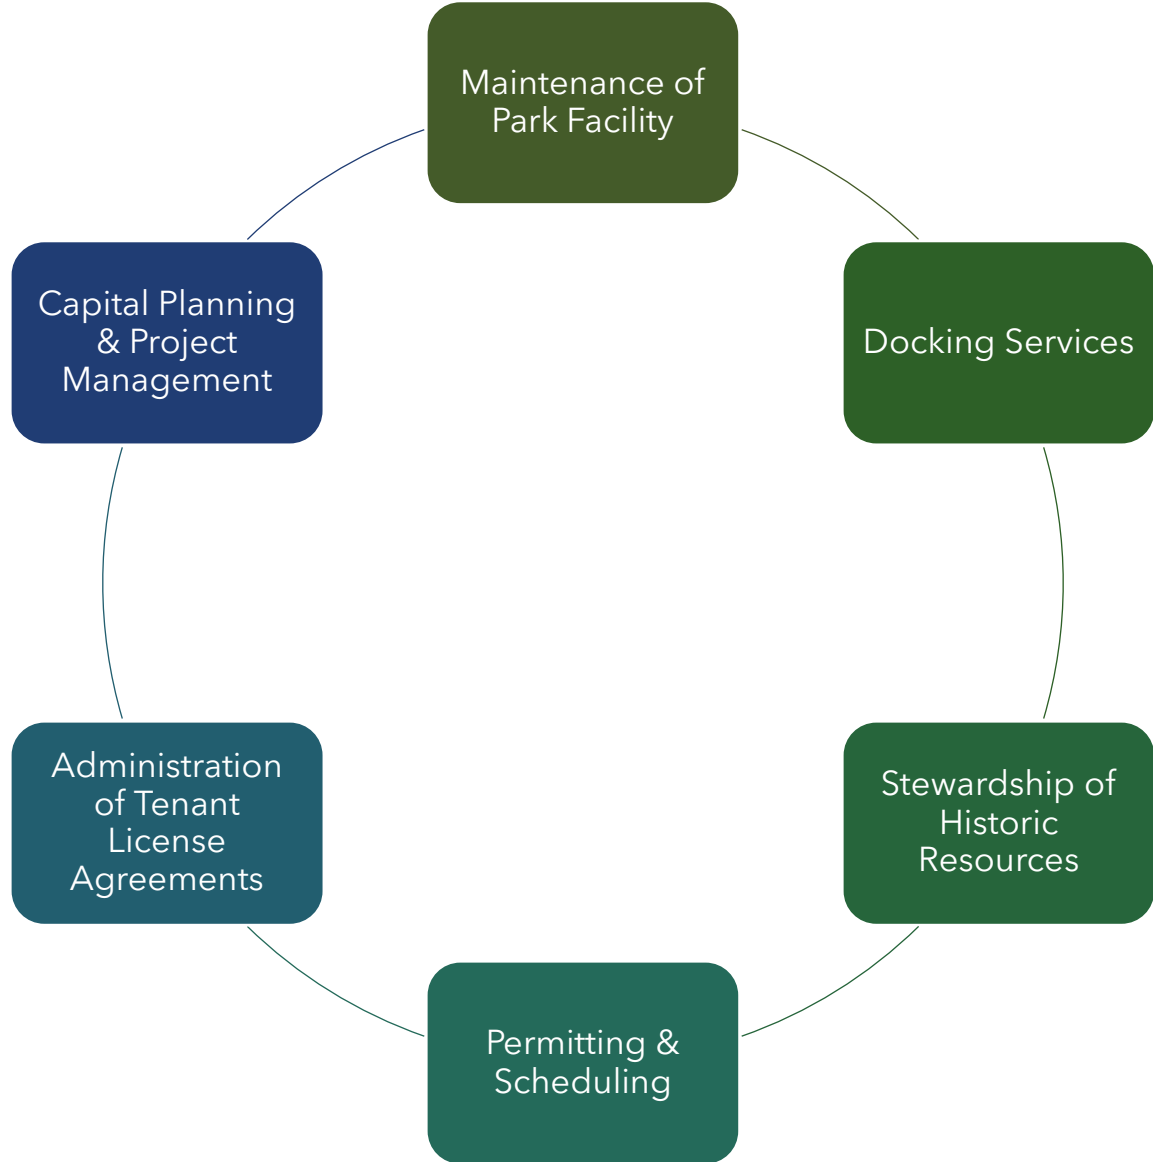 Maintenance of
Park Facility
Docking Services
Stewardship of
Historic
Resources
Permitting &
Scheduling
Administration
of Tenant
License
Agreements
Capital Planning
& Project
Management